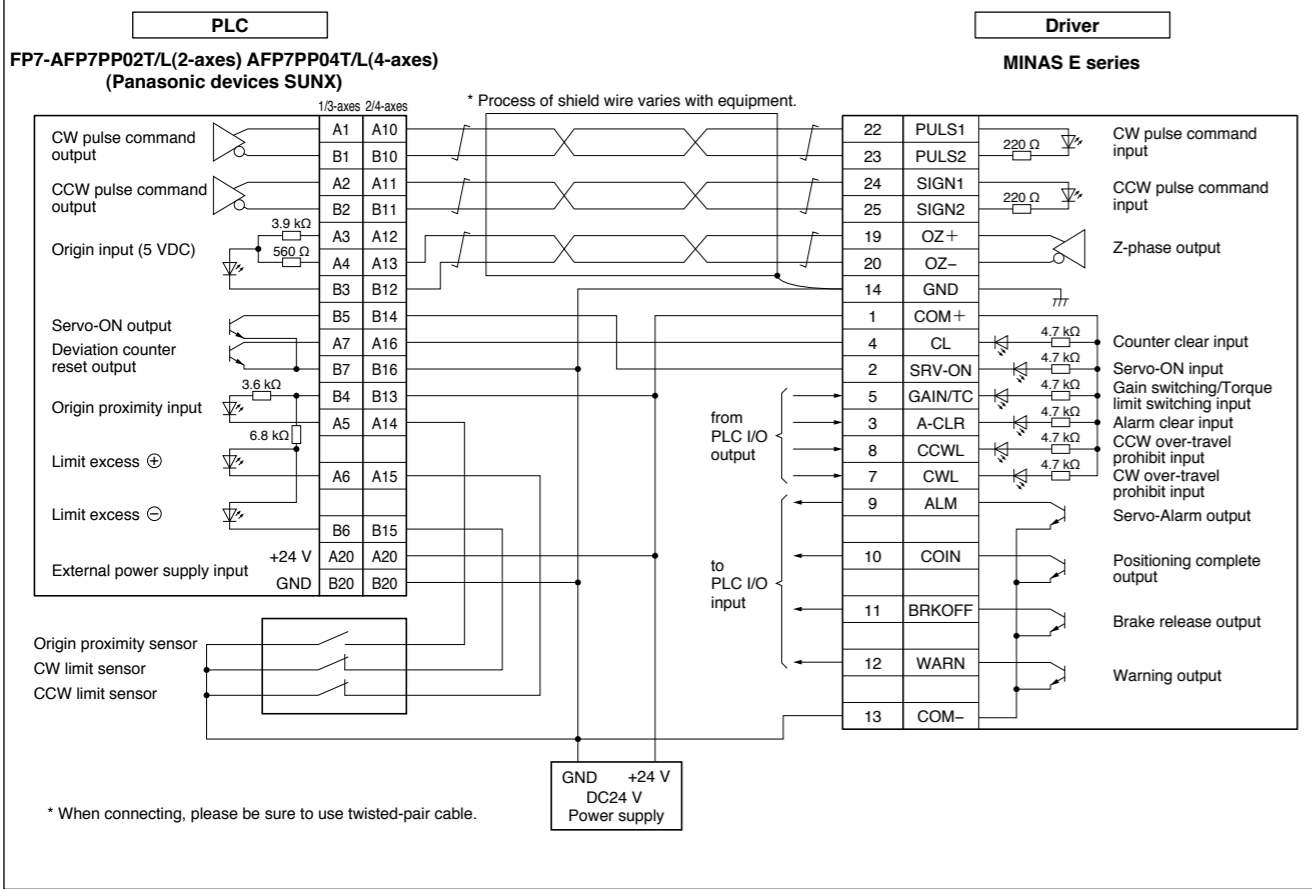 PLC
Driver
FP7-AFP7PP02T/L(2-axes) AFP7PP04T/L(4-axes)
(Panasonic devices SUNX)
MINAS E series
1/3-axes 2/4-axes
* Process of shield wire varies with equipment.
CW pulse command
output
A1 A10
B1 B10
CCW pulse command
output
A2 A11
B2 B11
Origin input (5 VDC)
3.9 kΩ
560 Ω
A3 A12
A4 A13
B3 B12
Servo-ON output
B5 B14
Deviation counter
reset output
A7 A16
B7 B16
Origin proximity input
3.6 kΩ
6.8 kΩ
B4 B13
A5 A14
Limit excess ⊕
A6 A15
Limit excess ⊖
B6 B15
External power supply input
+24 V A20 A20
GND B20 B20
Origin proximity sensor
CW limit sensor
CCW limit sensor
GND +24 V
DC24 V
Power supply
* When connecting, please be sure to use twisted-pair cable.
from
PLC I/O
output
to
PLC I/O
input
22 PULS1
23 PULS2
220 Ω
CW pulse command
input
24 SIGN1
25 SIGN2
220 Ω
CCW pulse command
input
19 OZ+
20 OZ−
Z-phase output
14 GND
1 COM+
4 CL 4.7 kΩ Counter clear input
2 SRV-ON 4.7 kΩ Servo-ON input
5 GAIN/TC 4.7 kΩ Gain switching/Torque
limit switching input
3 A-CLR 4.7 kΩ Alarm clear input
8 CCWL 4.7 kΩ CCW over-travel
prohibit input
7 CWL 4.7 kΩ CW over-travel
prohibit input
9 ALM Servo-Alarm output
10 COIN Positioning complete
output
11 BRKOFF Brake release output
12 WARN Warning output
13 COM−